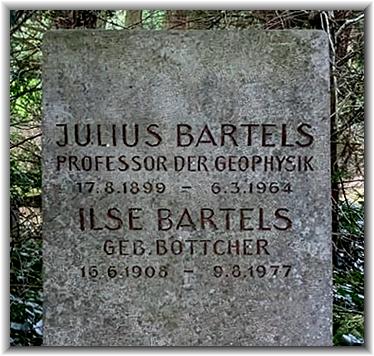 JULIUS BARTELS
PROFESSOR DER GEOPHYSIK
17.8.1899 – 6.3.1964
ILSE BARTELS
GEB. BÖTTCHER
16.6.1908 – 9.8.1977